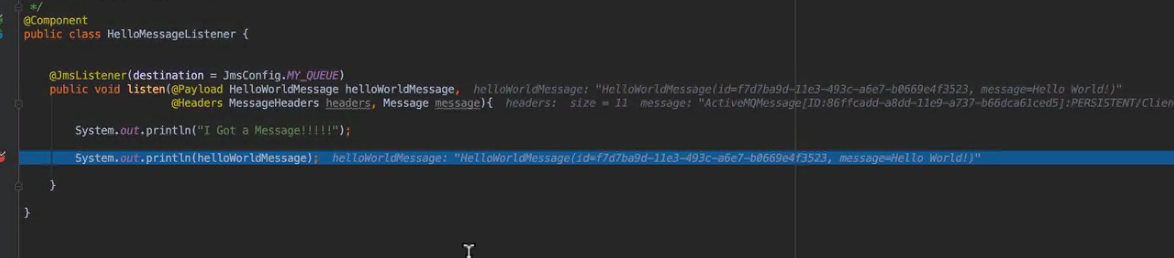 */
@Component
public class HelloMessageListener {
@JmsListener(destination = JmsConfig.MY_QUEUE)
public void listen(@Payload HelloWorldMessage helloWorldMessage, helloWorldMessage: "HelloWorldMessage(id=f7d7ba9d-11e3-493c-a6e7-b0669e4f3523, message=Hello World!)"
@Headers MessageHeaders headers, Message message){ headers: size = 11 message: "ActiveMQMessage[ID:86ffcadd-a8dd-11e9-a737-b66dca61ced5]:PERSISTENT/Clien
System.out.println("I Got a Message!!!!!");
System.out.println(helloWorldMessage); helloWorldMessage: "HelloWorldMessage(id=f7d7ba9d-11e3-493c-a6e7-b0669e4f3523, message=Hello World!)"
}
}